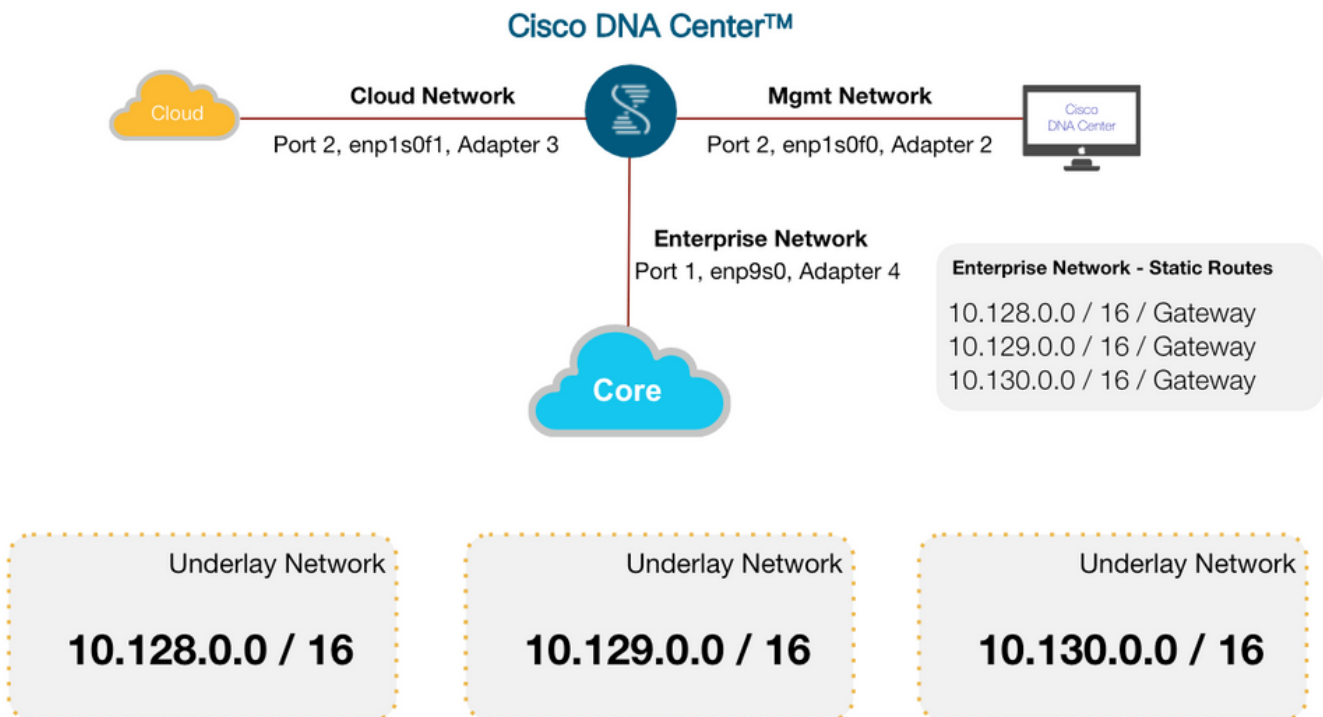 Cisco DNA Center™
Cloud
Cloud Network
Port 2, enp1s0f1, Adapter 3
Mgmt Network
Port 2, enp1s0f0, Adapter 2
Cisco
DNA Center
Enterprise Network
Port 1, enp9s0, Adapter 4
Core
Enterprise Network - Static Routes
10.128.0.0 / 16 / Gateway
10.129.0.0 / 16 / Gateway
10.130.0.0 / 16 / Gateway
Underlay Network
10.128.0.0 / 16
Underlay Network
10.129.0.0 / 16
Underlay Network
10.130.0.0 / 16